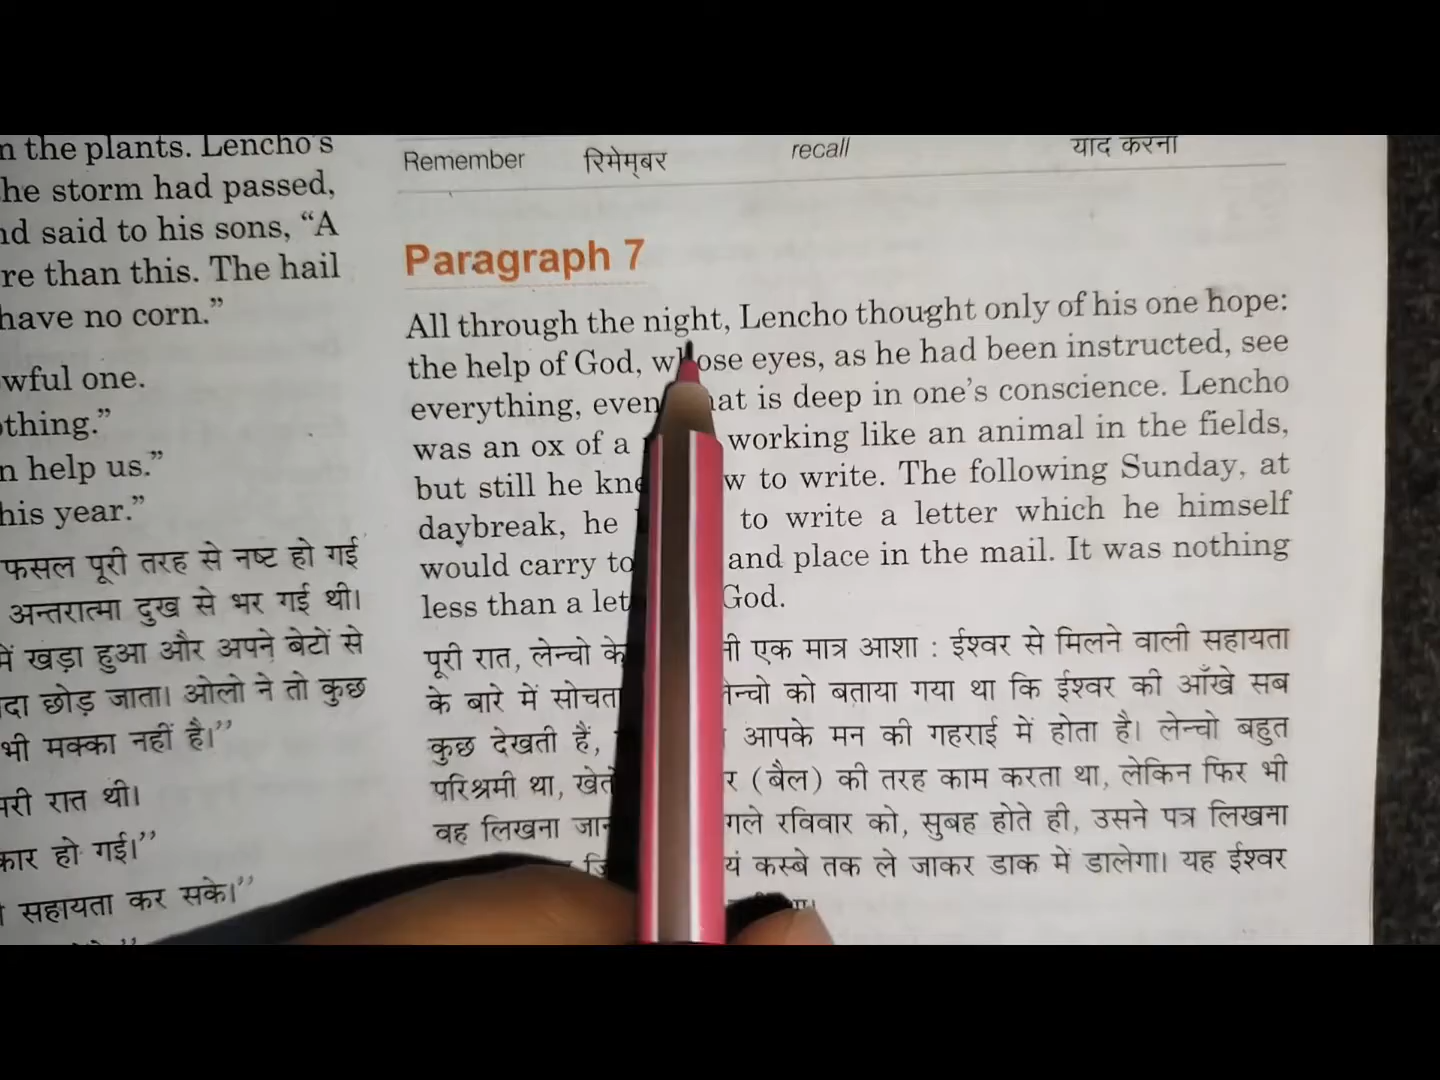 n the plants. Lencho's
he storm had passed,
nd said to his sons, “A
re than this. The hail
have no corn.”
wful one.
thing.”
n help us.”
his year.”
फसल पूरी तरह से नष्ट हो गई
अन्तरात्मा दुख से भर गई थी।
में खड़ा हुआ और अपने बेटों से
दा छोड़ जाता। ओलो ने तो कुछ
भी मक्का नहीं है।”
री रात थी।
कार हो गई।”
सहायता कर सके।”
Remember रिमेम्बर recall याद करना
Paragraph 7
All through the night, Lencho thought only of his one hope:
the help of God, whose eyes, as he had been instructed, see
everything, even hat is deep in one's conscience. Lencho
was an ox of a working like an animal in the fields,
but still he kne w to write. The following Sunday, at
daybreak, he to write a letter which he himself
would carry to and place in the mail. It was nothing
less than a let God.
पूरी रात, लेन्चो के एक मात्र आशा : ईश्वर से मिलने वाली सहायता
के बारे में सोचता न्चो को बताया गया था कि ईश्वर की आँखे सब
कुछ देखती हैं, आपके मन की गहराई में होता है। लेन्चो बहुत
परिश्रमी था, खेतों र (बैल) की तरह काम करता था, लेकिन फिर भी
वह लिखना जान गले रविवार को, सुबह होते ही, उसने पत्र लिखना
यं कस्बे तक ले जाकर डाक में डालेगा। यह ईश्वर